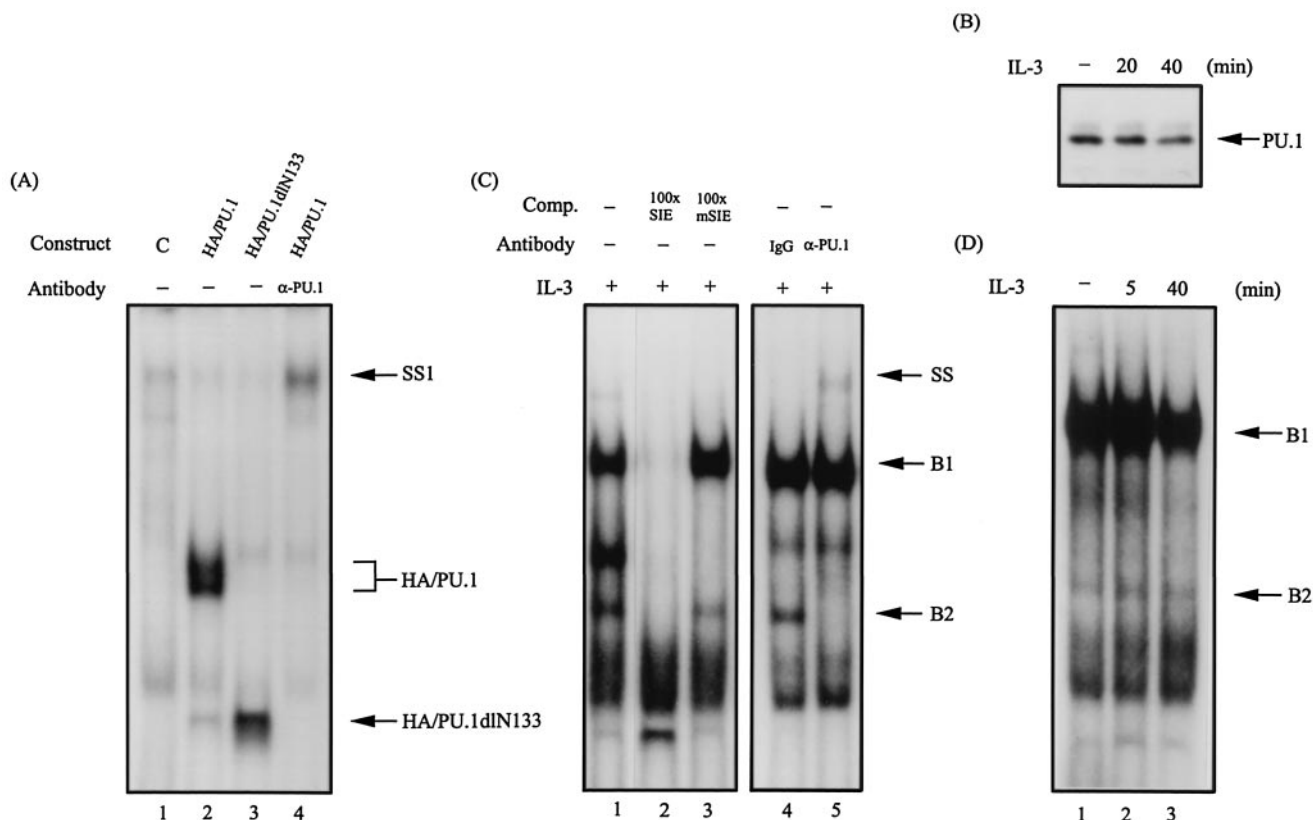 (A)
Construct C HA/PU.1 HA/PU.1dlN133 HA/PU.1
Antibody – – – α-PU.1
SS1
HA/PU.1
HA/PU.1dlN133
1 2 3 4
(B)
IL-3 – 20 40 (min)
PU.1
(C)
Comp. – 100x SIE 100x mSIE – –
Antibody – – – IgG α-PU.1
IL-3 + + + + +
SS
B1
B2
1 2 3 4 5
(D)
IL-3 – 5 40 (min)
B1
B2
1 2 3